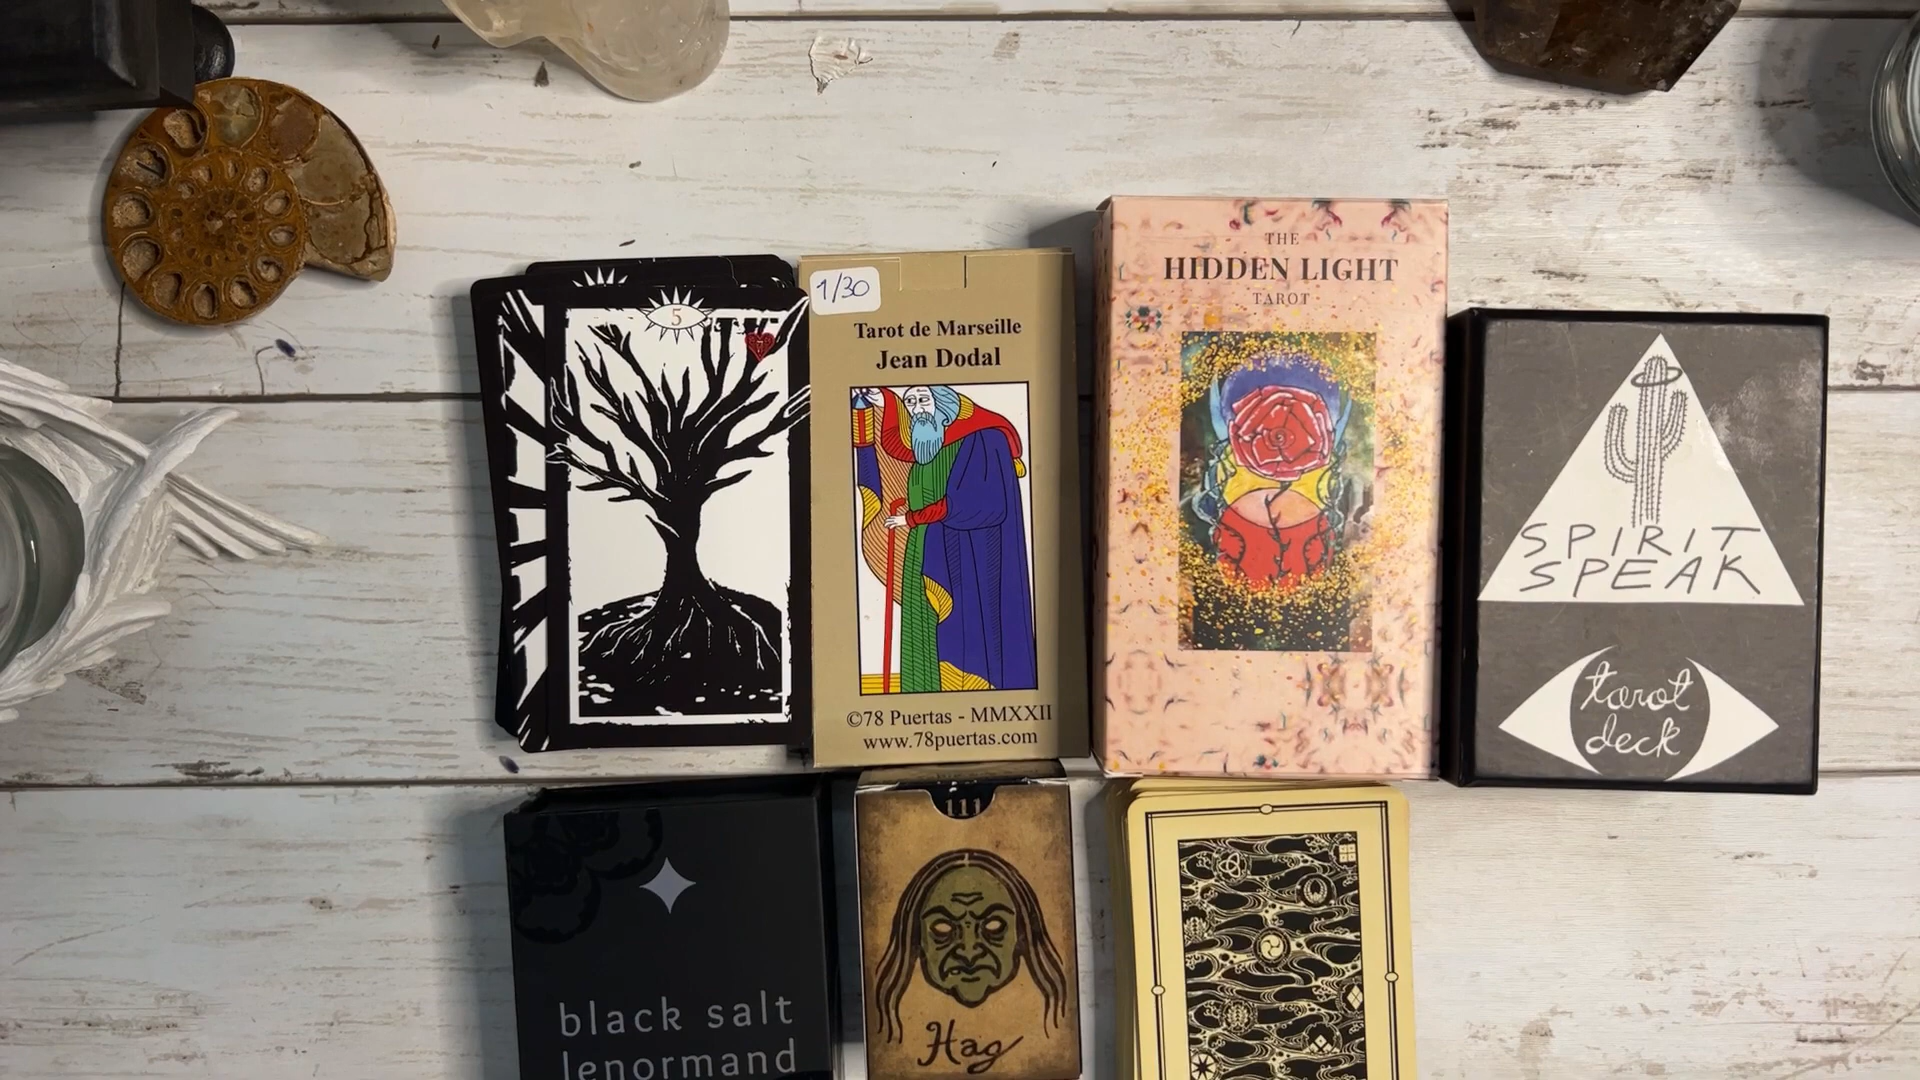 5
1/30
Tarot de Marseille
Jean Dodal
©78 Puertas - MMXXII
www.78puertas.com
THE
HIDDEN LIGHT
TAROT
SPIRIT
SPEAK
tarot
deck
black salt
lenormand
111
Hag